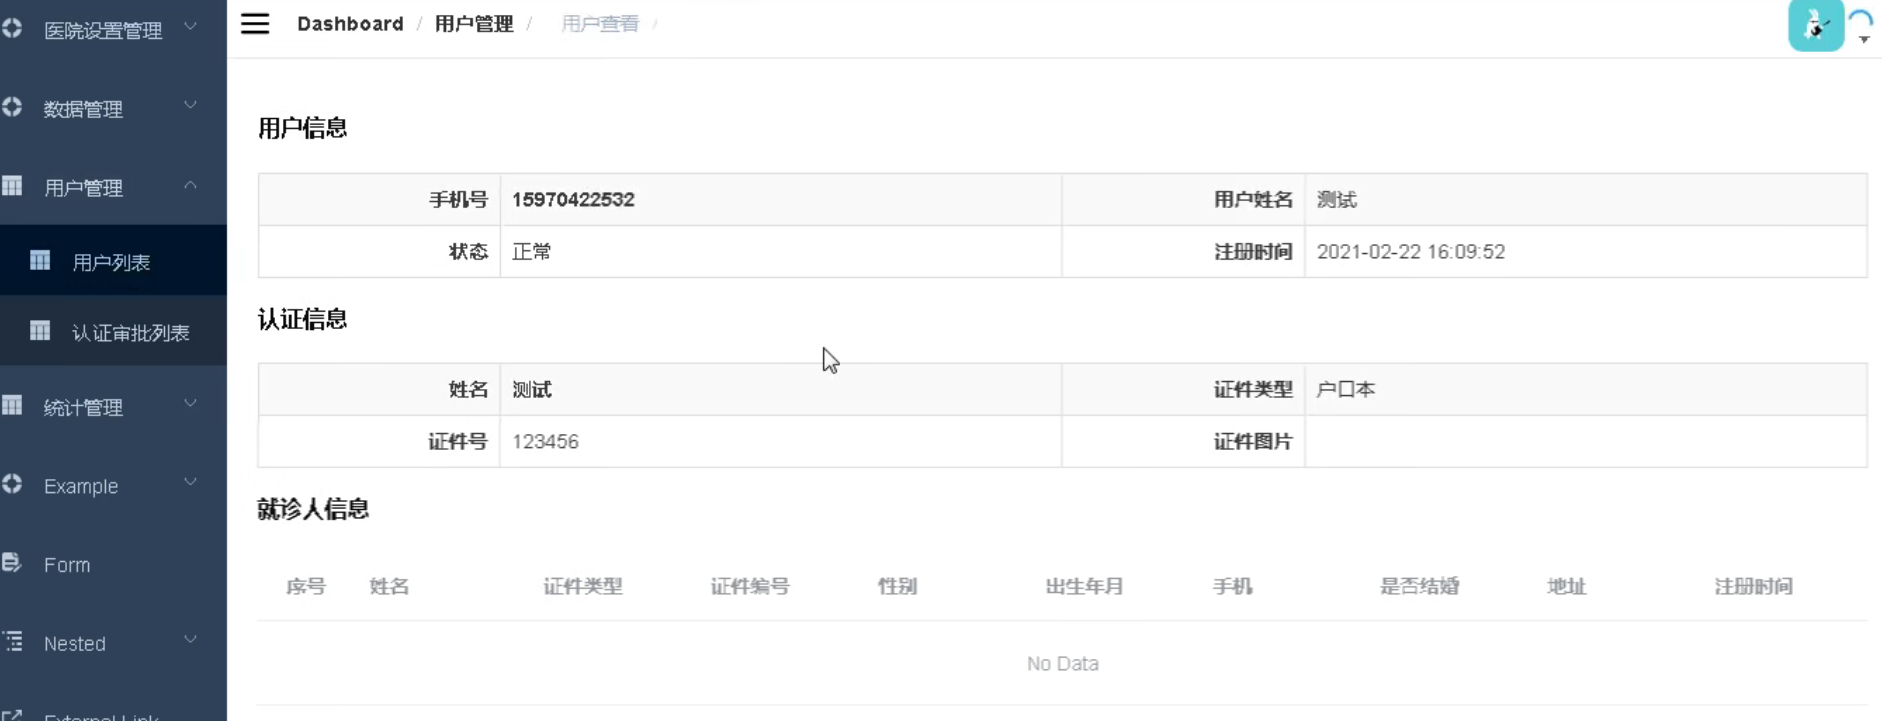 医院设置管理
Dashboard / 用户管理 / 用户查看 /
数据管理
用户管理
用户列表
认证审批列表
统计管理
Example
Form
Nested
External Link
用户信息
手机号 15970422532 用户姓名 测试
状态 正常 注册时间 2021-02-22 16:09:52
认证信息
姓名 测试 证件类型 户口本
证件号 123456 证件图片
就诊人信息
序号 姓名 证件类型 证件编号 性别 出生年月 手机 是否结婚 地址 注册时间
No Data